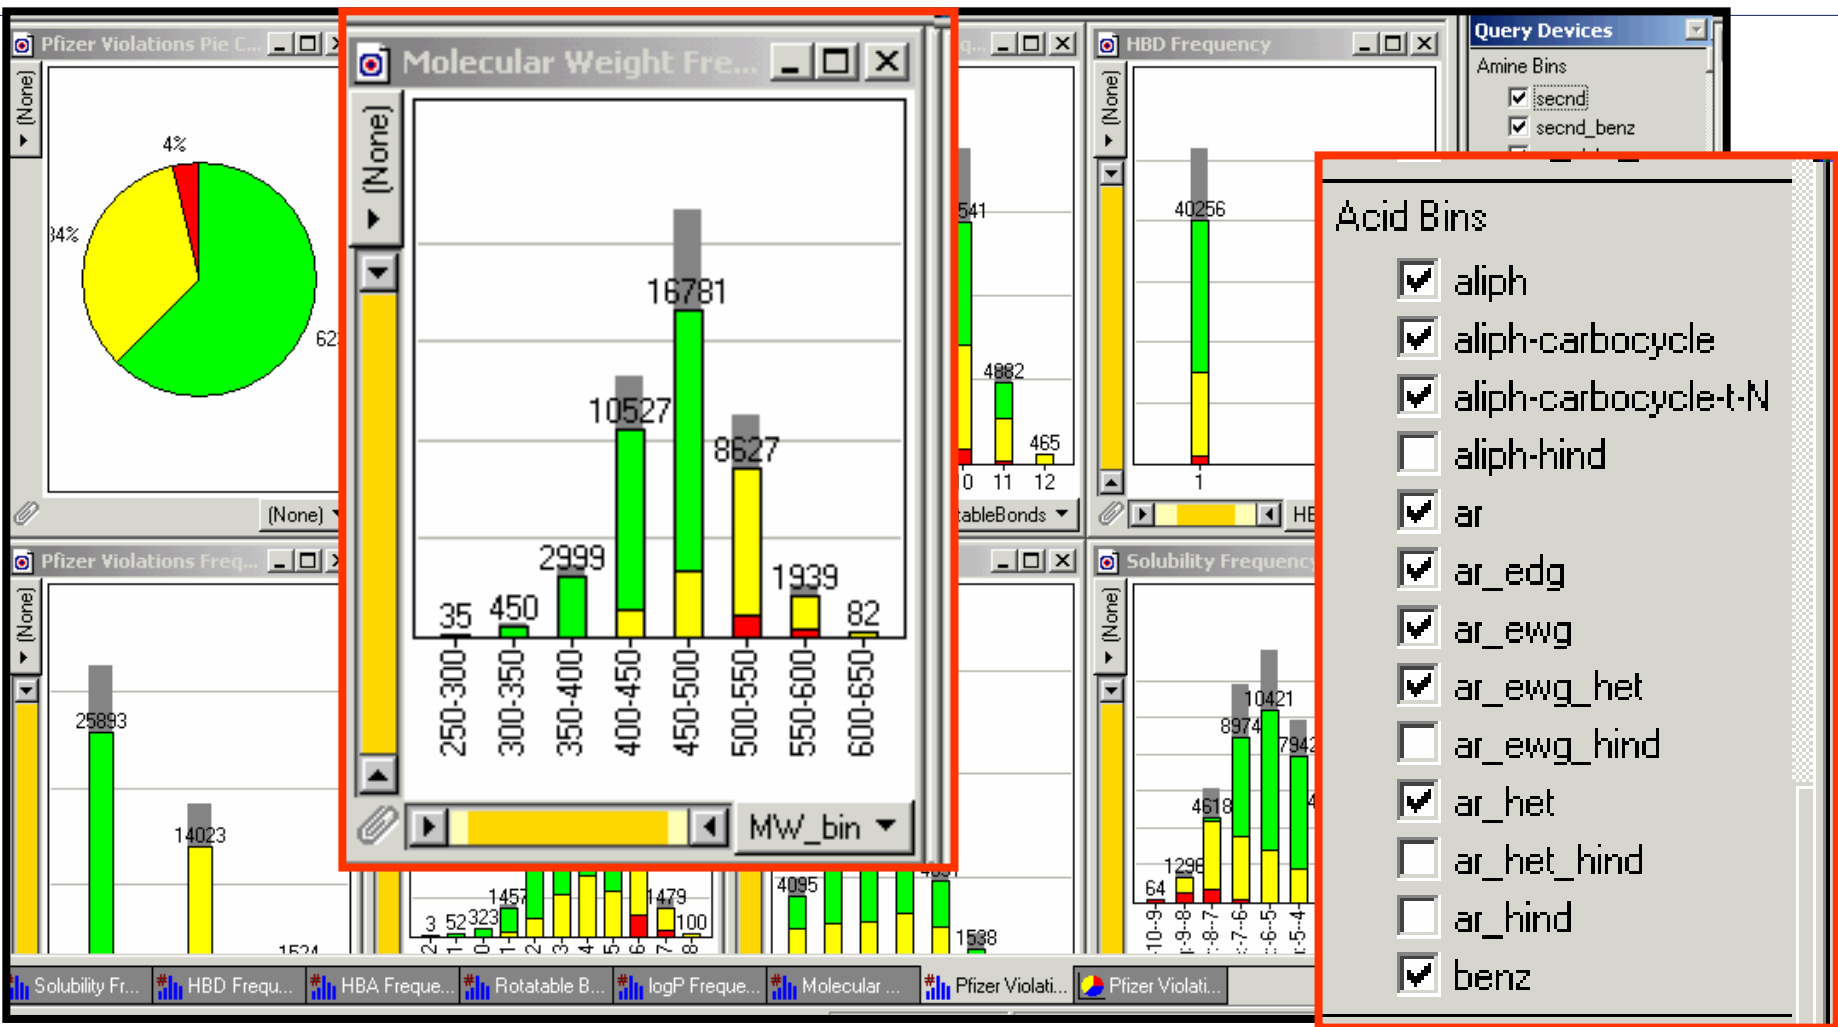 Pfizer Violations Pie C...
(None)
4%
34%
(None)
Molecular Weight Fre...
(None)
16781
10527
8627
2999
1939
35
450
82
250-300
300-350
350-400
400-450
450-500
500-550
550-600
600-650
MW_bin
4882
465
11
12
tableBonds
HBD Frequency
(None)
40256
1
Query Devices
Amine Bins
secnd
secnd_benz
Acid Bins
aliph
aliph-carbocycle
aliph-carbocycle-t-N
aliph-hind
ar
ar_edg
ar_ewg
ar_ewg_het
ar_ewg_hind
ar_het
ar_het_hind
ar_hind
benz
Pfizer Violations Freq...
(None)
25893
14023
1524
3
52
323
1457
1479
100
4095
1538
Solubility Frequency
(None)
10421
8974
7942
4618
1296
64
Solubility Fr...
HBD Frequ...
HBA Freque...
Rotatable B...
logP Freque...
Molecular ...
Pfizer Violati...
Pfizer Violati...